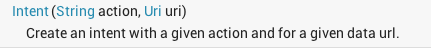 Intent (String action, Uri uri)
Create an intent with a given action and for a given data url.